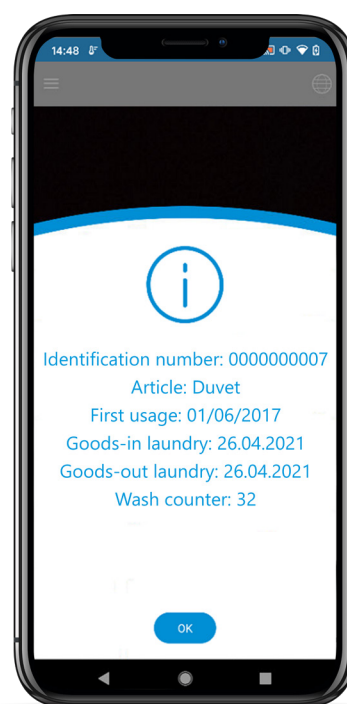 14:48
Identification number: 0000000007
Article: Duvet
First usage: 01/06/2017
Goods-in laundry: 26.04.2021
Goods-out laundry: 26.04.2021
Wash counter: 32
OK